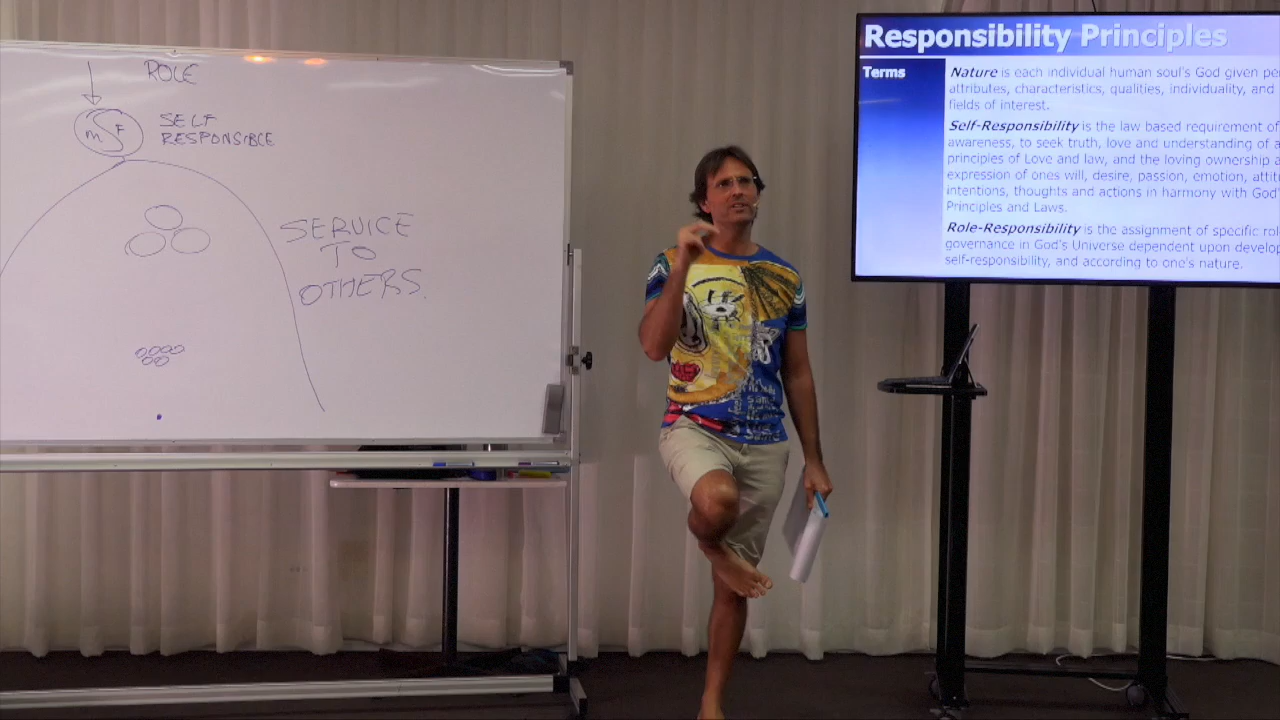 ROLE
m F
SELF
RESPONSIBLE
SERVICE
TO
OTHERS.
Responsibility Principles
Terms
Nature is each individual human soul's God given pe
attributes, characteristics, qualities, individuality, and
fields of interest.
Self-Responsibility is the law based requirement of
awareness, to seek truth, love and understanding of a
principles of Love and law, and the loving ownership a
expression of ones will, desire, passion, emotion, attit
intentions, thoughts and actions in harmony with God'
Principles and Laws.
Role-Responsibility is the assignment of specific rol
governance in God's Universe dependent upon develop
self-responsibility, and according to one's nature.